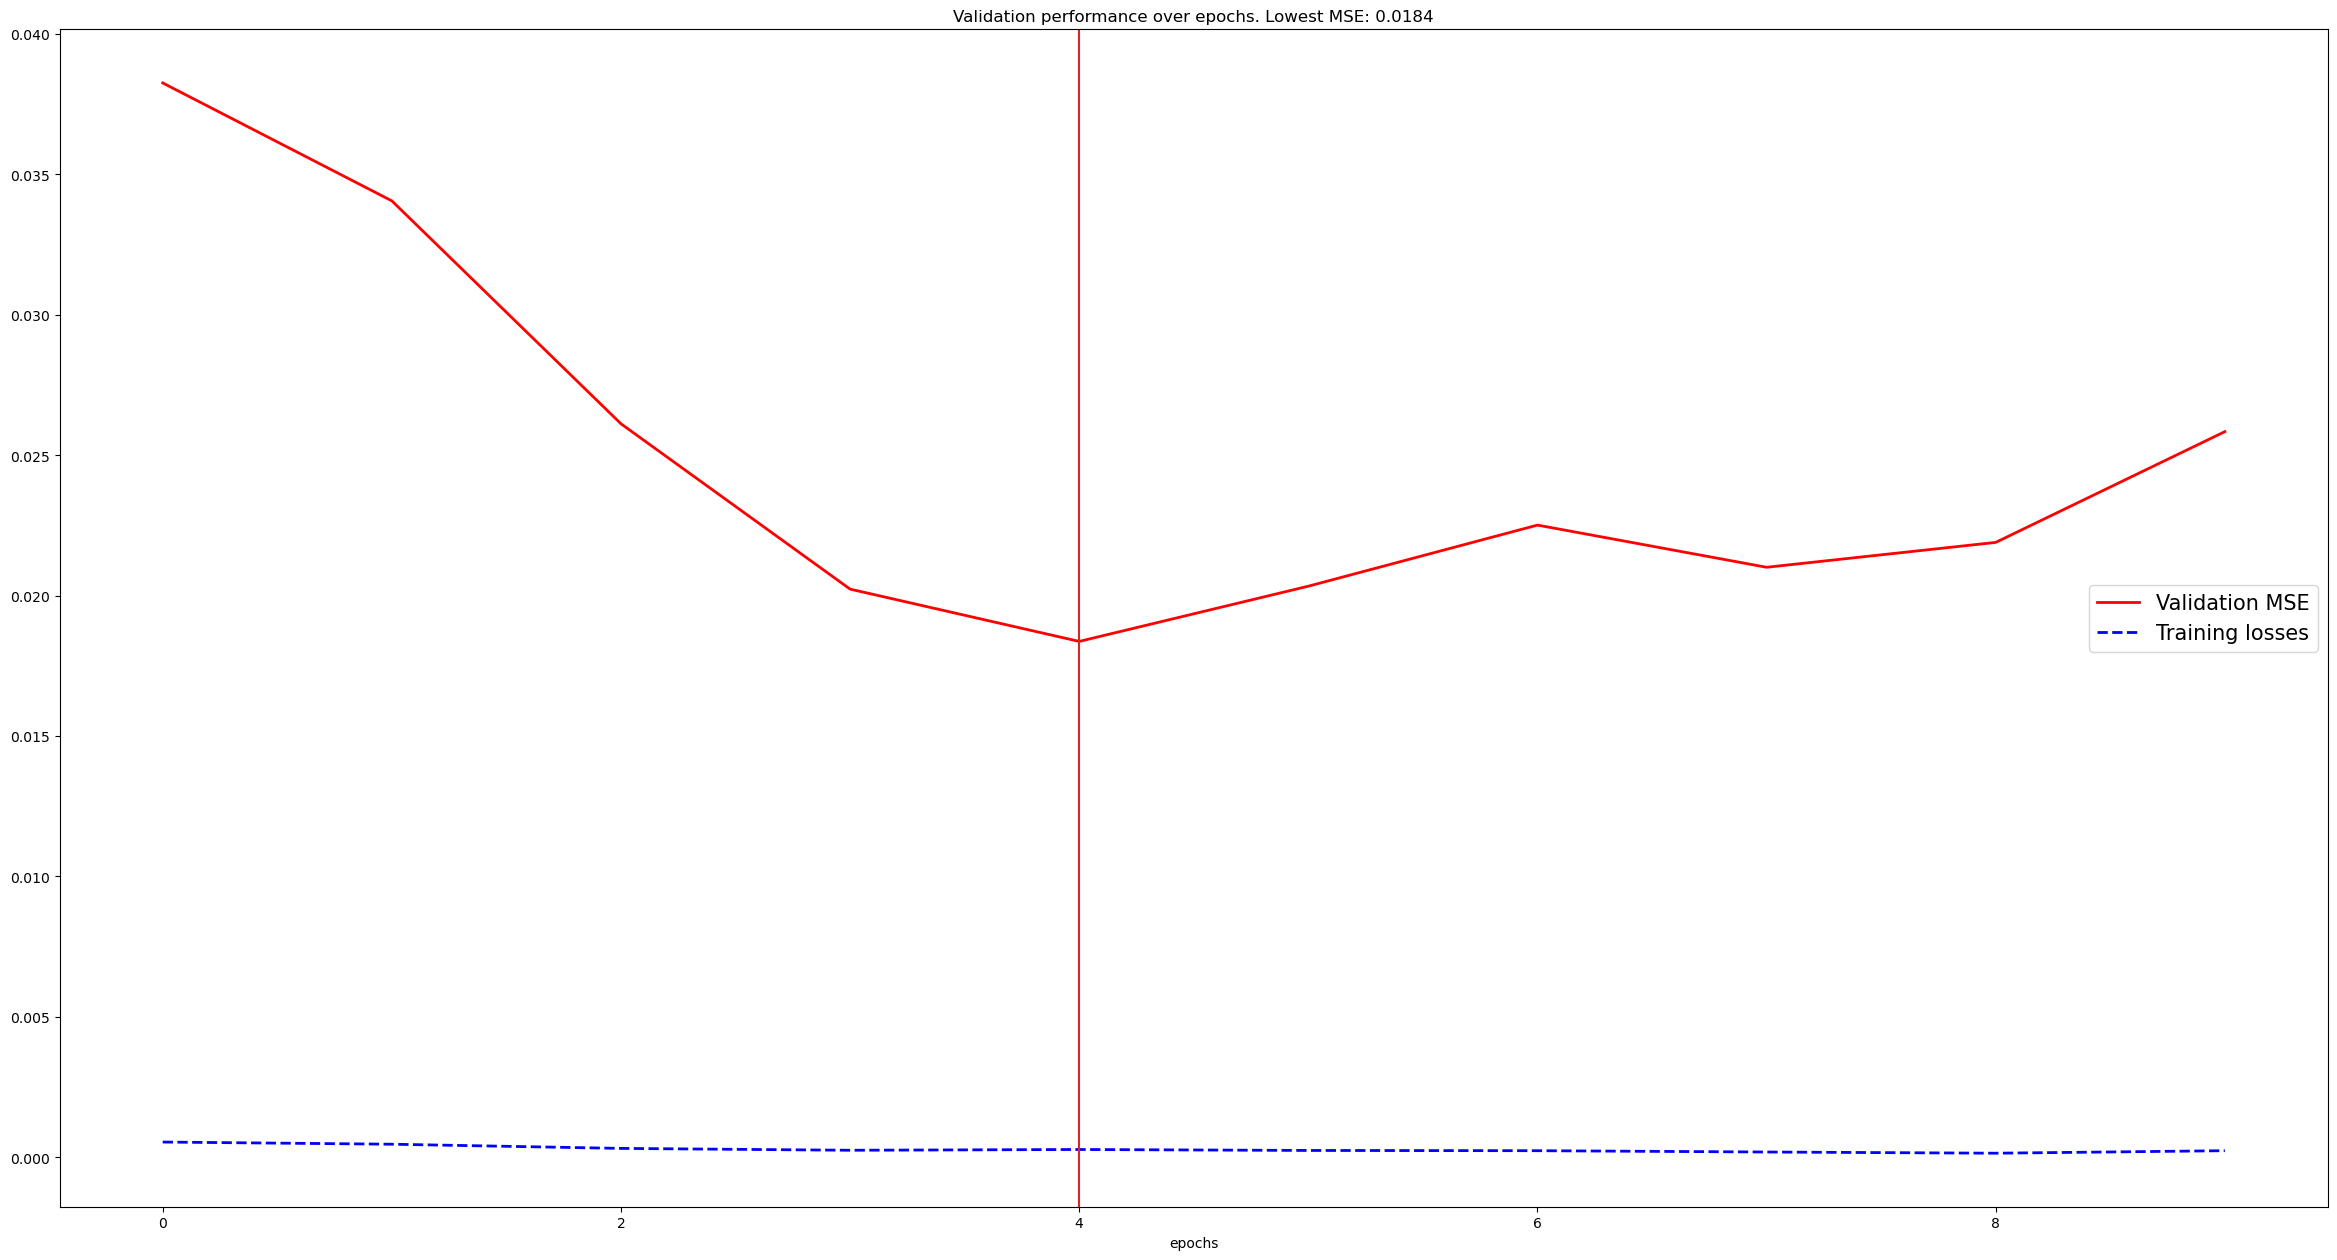 Validation performance over epochs. Lowest MSE: 0.0184
0.040
0.035
0.030
0.025
0.020
0.015
0.010
0.005
0.000
Validation MSE
Training losses
0 2 4 6 8
epochs